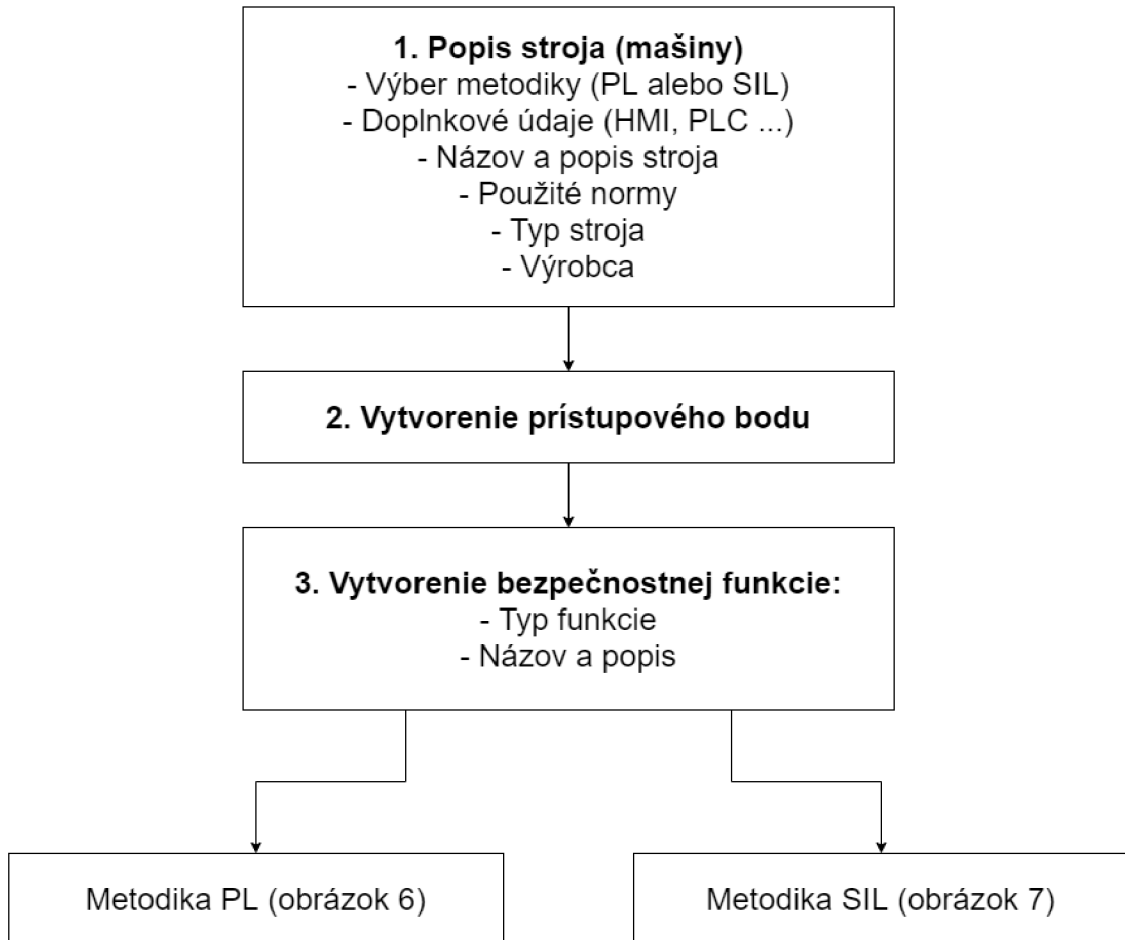 1. Popis stroja (mašiny)
- Výber metodiky (PL alebo SIL)
- Doplnkové údaje (HMI, PLC ...)
- Názov a popis stroja
- Použité normy
- Typ stroja
- Výrobca
2. Vytvorenie prístupového bodu
3. Vytvorenie bezpečnostnej funkcie:
- Typ funkcie
- Názov a popis
Metodika PL (obrázok 6)
Metodika SIL (obrázok 7)